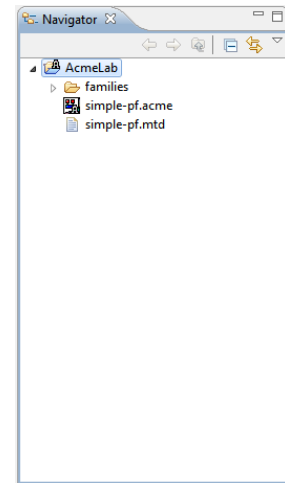 Navigator
AcmeLab
families
simple-pf.acme
simple-pf.mtd